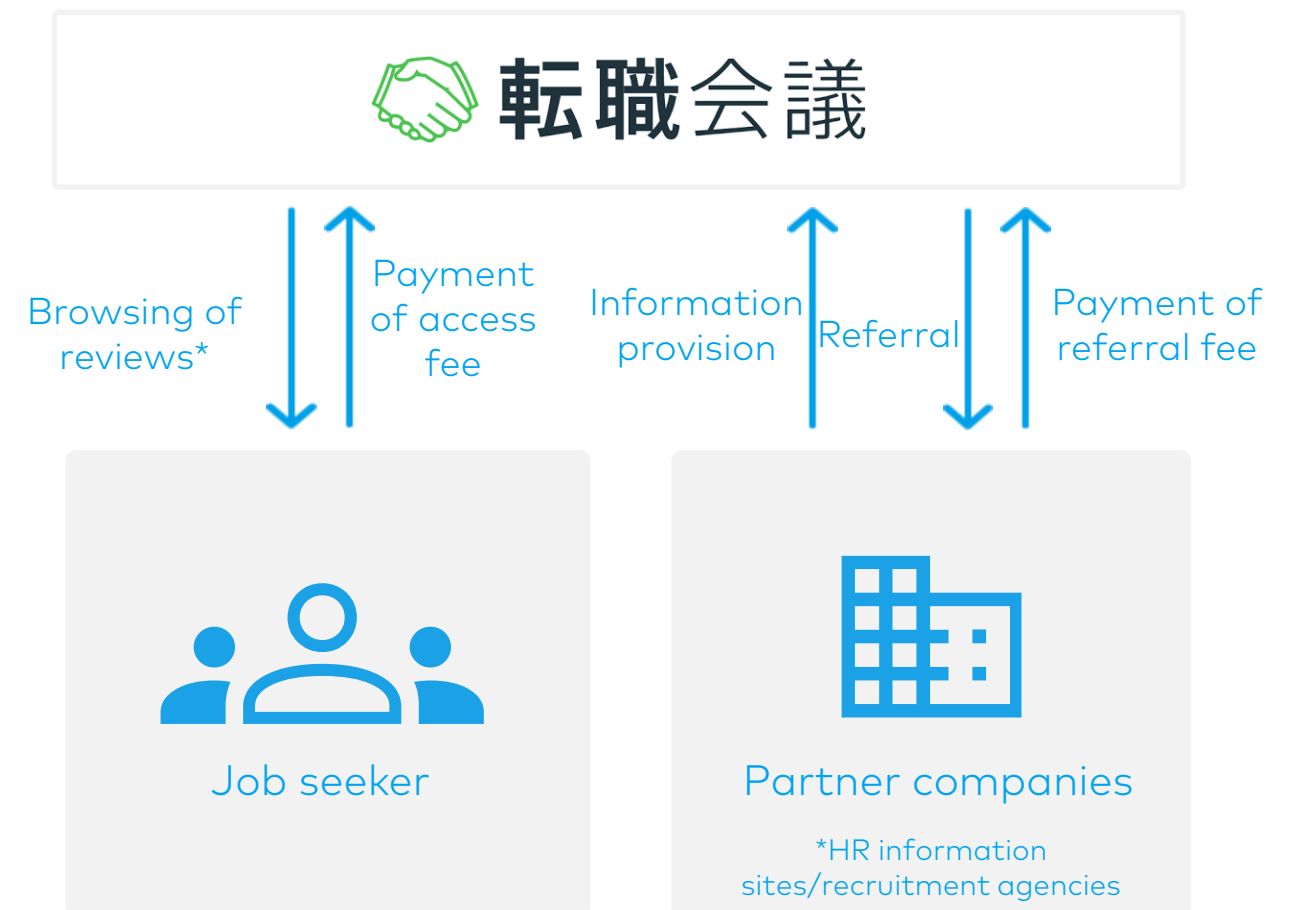 転職会議
Browsing of
reviews*
Payment
of access
fee
Information
provision
Referral
Payment of
referral fee
Job seeker
Partner companies
*HR information
sites/recruitment agencies